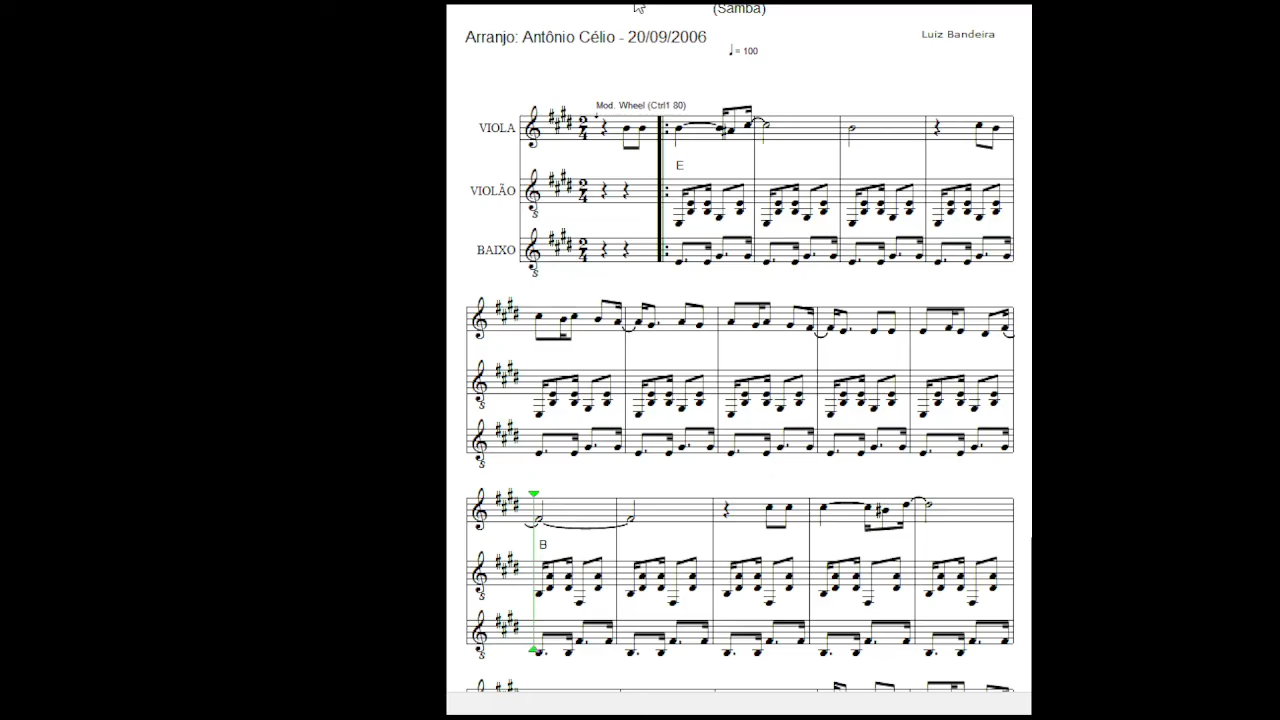 (Samba)
Arranjo: Antônio Célio - 20/09/2006
Luiz Bandeira
♩ = 100
Mod. Wheel (Ctrl1 80)
VIOLA
E
VIOLÃO
BAIXO
B